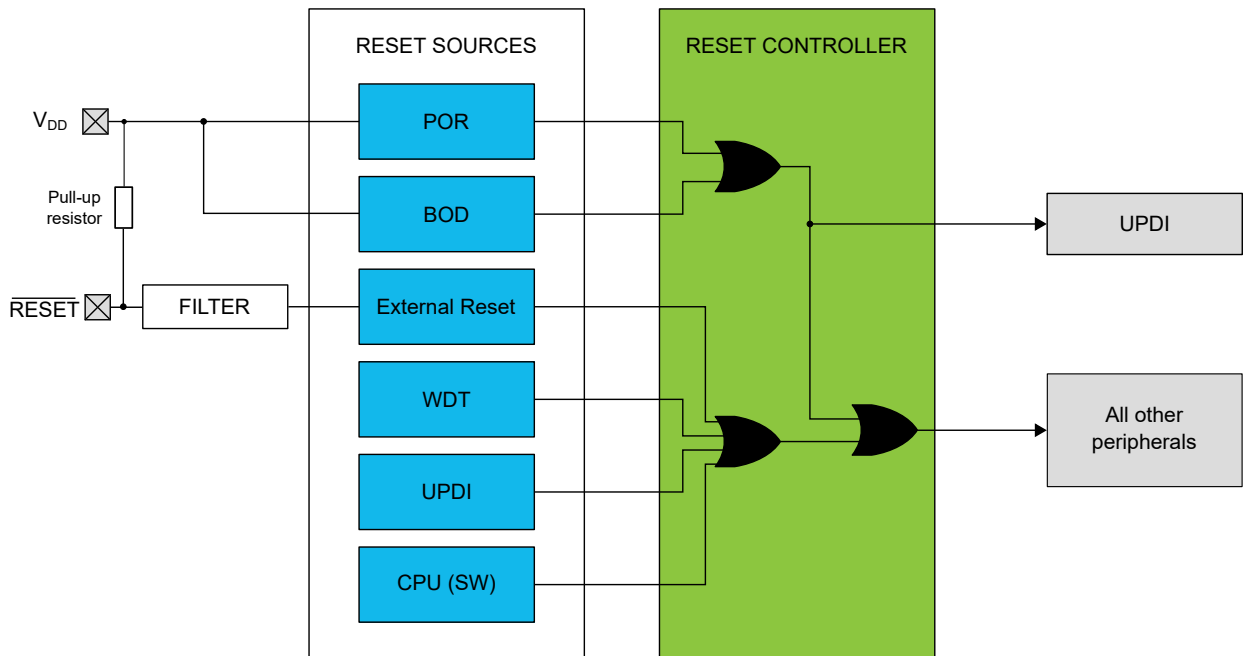 RESET SOURCES
RESET CONTROLLER
VDD
POR
Pull-up
resistor
BOD
UPDI
RESET
FILTER
External Reset
WDT
All other
peripherals
UPDI
CPU (SW)